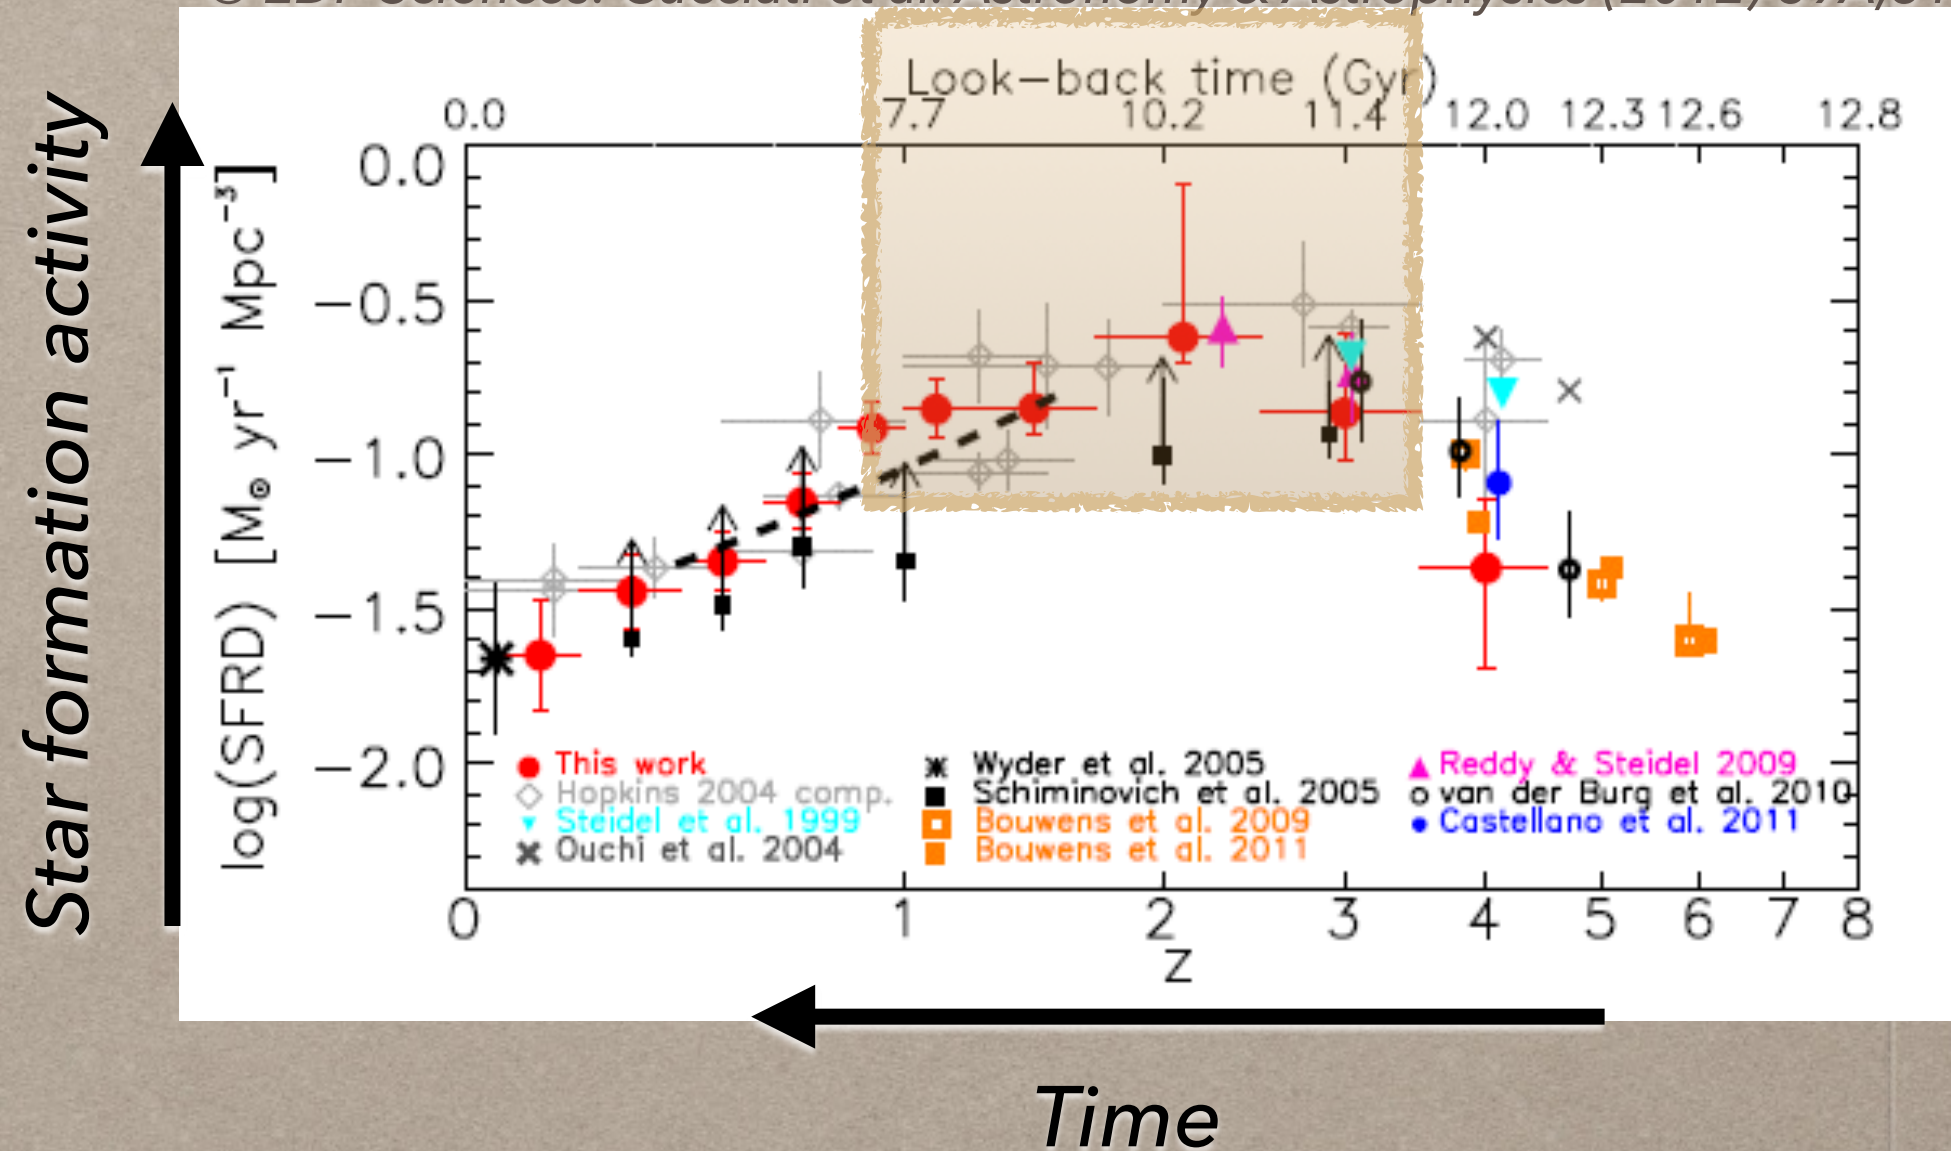 Look-back time (Gyr)
0.0 7.7 10.2 11.4 12.0 12.3 12.6 12.8
Star formation activity
log(SFRD) [M⊙ yr⁻¹ Mpc⁻³]
0.0
-0.5
-1.0
-1.5
-2.0
This work
Hopkins 2004 comp.
Steidel et al. 1999
Ouchi et al. 2004
Wyder et al. 2005
Schiminovich et al. 2005
Bouwens et al. 2009
Bouwens et al. 2011
Reddy & Steidel 2009
van der Burg et al. 2010
Castellano et al. 2011
0 1 2 3 4 5 6 7 8
z
Time